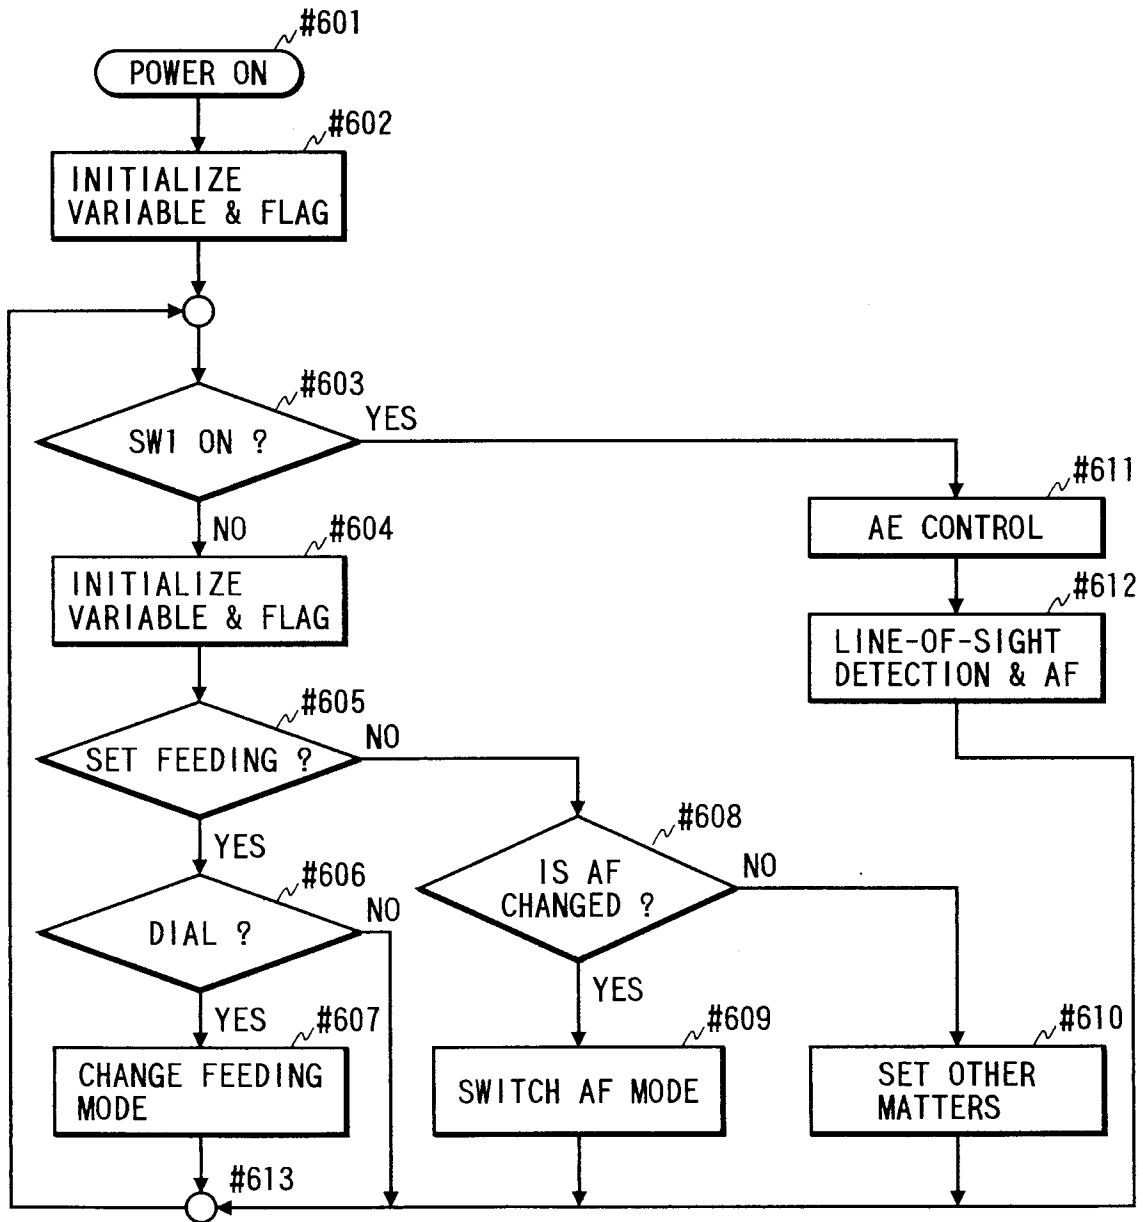 #601
POWER ON
#602
INITIALIZE
VARIABLE & FLAG
#603
SW1 ON ?
YES
NO
#611
AE CONTROL
#604
INITIALIZE
VARIABLE & FLAG
#612
LINE-OF-SIGHT
DETECTION & AF
#605
SET FEEDING ?
NO
YES
#608
IS AF
CHANGED ?
NO
YES
#606
DIAL ?
NO
YES
#607
CHANGE FEEDING
MODE
#609
SWITCH AF MODE
#610
SET OTHER
MATTERS
#613